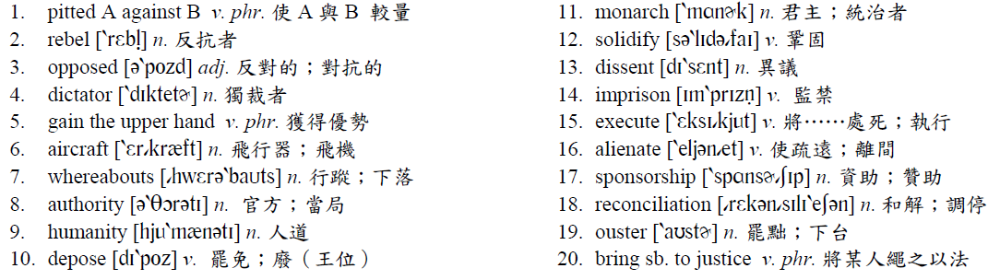 1. pitted A against B v. phr. 使 A 與 B 較量
2. rebel [ˋrɛbḷ] n. 反抗者
3. opposed [əˋpozd] adj. 反對的；對抗的
4. dictator [ˋdɪktetɚ] n. 獨裁者
5. gain the upper hand v. phr. 獲得優勢
6. aircraft [ˋɛrˏkræft] n. 飛行器；飛機
7. whereabouts [ˏhwɛrəˋbaʊts] n. 行蹤；下落
8. authority [əˋθɔrətɪ] n. 官方；當局
9. humanity [hjuˋmænətɪ] n. 人道
10. depose [dɪˋpoz] v. 罷免；廢（王位）
11. monarch [ˋmɑnɚk] n. 君主；統治者
12. solidify [səˋlɪdəˏfaɪ] v. 鞏固
13. dissent [dɪˋsɛnt] n. 異議
14. imprison [ɪmˋprɪzṇ] v. 監禁
15. execute [ˋɛksɪˏkjut] v. 將……處死；執行
16. alienate [ˋeljənˏet] v. 使疏遠；離間
17. sponsorship [ˋspɑnsɚˏʃɪp] n. 資助；贊助
18. reconciliation [ˏrɛkənˏsɪlɪˋeʃən] n. 和解；調停
19. ouster [ˋaʊstɚ] n. 罷黜；下台
20. bring sb. to justice v. phr. 將某人繩之以法